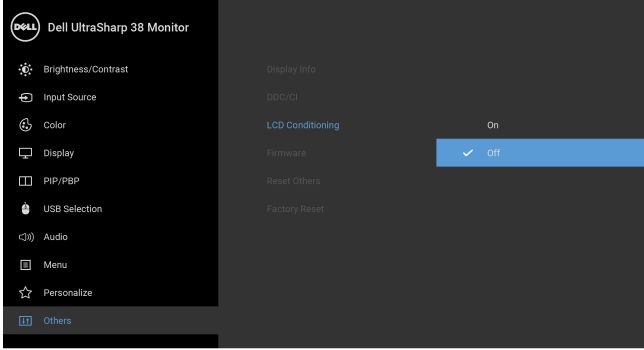 DELL Dell UltraSharp 38 Monitor
Brightness/Contrast
Input Source
Color
Display
PIP/PBP
USB Selection
Audio
Menu
Personalize
Others
Display Info
DDC/CI
LCD Conditioning
Firmware
Reset Others
Factory Reset
On
Off